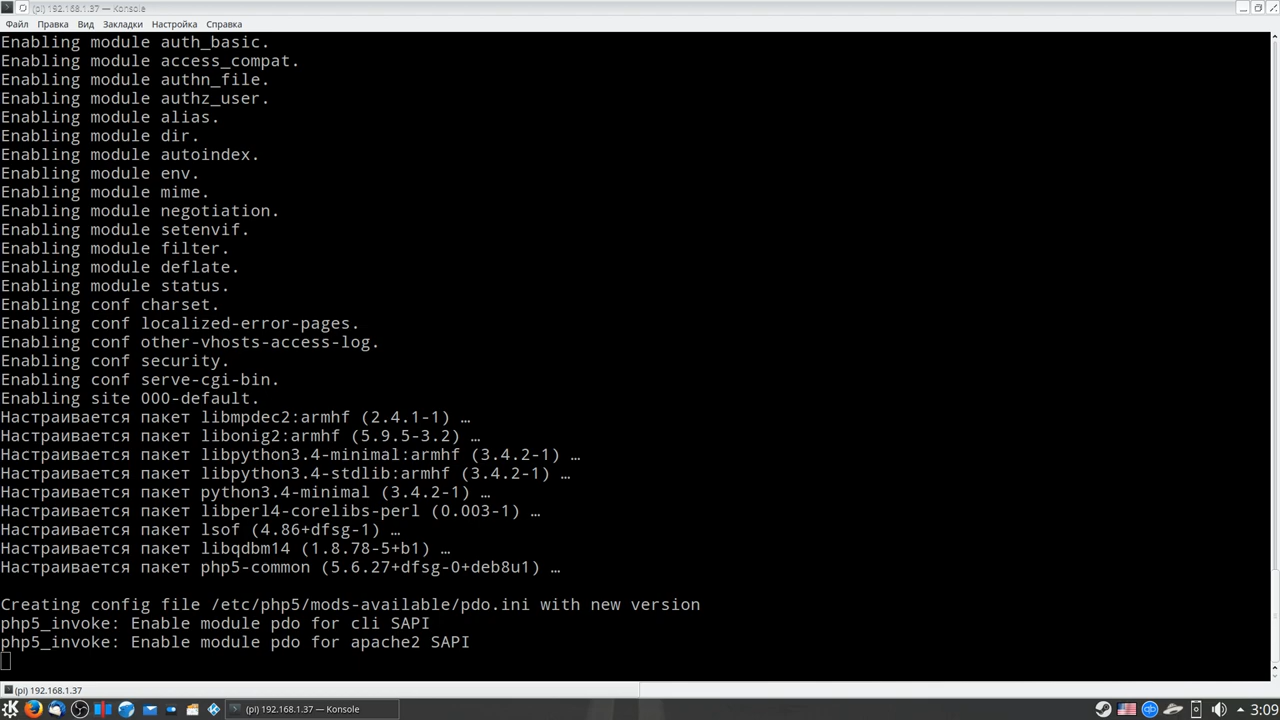 (pi) 192.168.1.37 — Konsole
Файл Правка Вид Закладки Настройка Справка
Enabling module auth_basic.
Enabling module access_compat.
Enabling module authn_file.
Enabling module authz_user.
Enabling module alias.
Enabling module dir.
Enabling module autoindex.
Enabling module env.
Enabling module mime.
Enabling module negotiation.
Enabling module setenvif.
Enabling module filter.
Enabling module deflate.
Enabling module status.
Enabling conf charset.
Enabling conf localized-error-pages.
Enabling conf other-vhosts-access-log.
Enabling conf security.
Enabling conf serve-cgi-bin.
Enabling site 000-default.
Настраивается пакет libmpdec2:armhf (2.4.1-1) …
Настраивается пакет libonig2:armhf (5.9.5-3.2) …
Настраивается пакет libpython3.4-minimal:armhf (3.4.2-1) …
Настраивается пакет libpython3.4-stdlib:armhf (3.4.2-1) …
Настраивается пакет python3.4-minimal (3.4.2-1) …
Настраивается пакет libperl4-corelibs-perl (0.003-1) …
Настраивается пакет lsof (4.86+dfsg-1) …
Настраивается пакет libqdbm14 (1.8.78-5+b1) …
Настраивается пакет php5-common (5.6.27+dfsg-0+deb8u1) …
Creating config file /etc/php5/mods-available/pdo.ini with new version
php5_invoke: Enable module pdo for cli SAPI
php5_invoke: Enable module pdo for apache2 SAPI
(pi) 192.168.1.37
(pi) 192.168.1.37 — Konsole
3:09